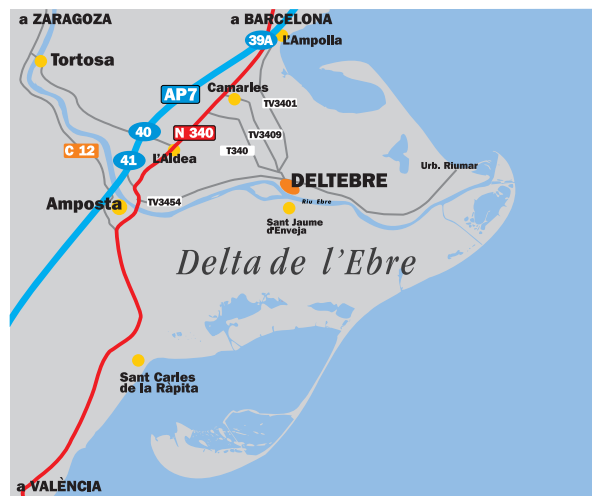 a ZARAGOZA
a BARCELONA
39A
L'Ampolla
Tortosa
Camarles
AP7
TV3401
40
N 340
TV3409
C 12
T340
41
L'Aldea
Urb. Riumar
DELTEBRE
Amposta
TV3454
Riu Ebre
Sant Jaume
d'Enveja
Delta de l'Ebre
Sant Carles
de la Ràpita
a VALÈNCIA